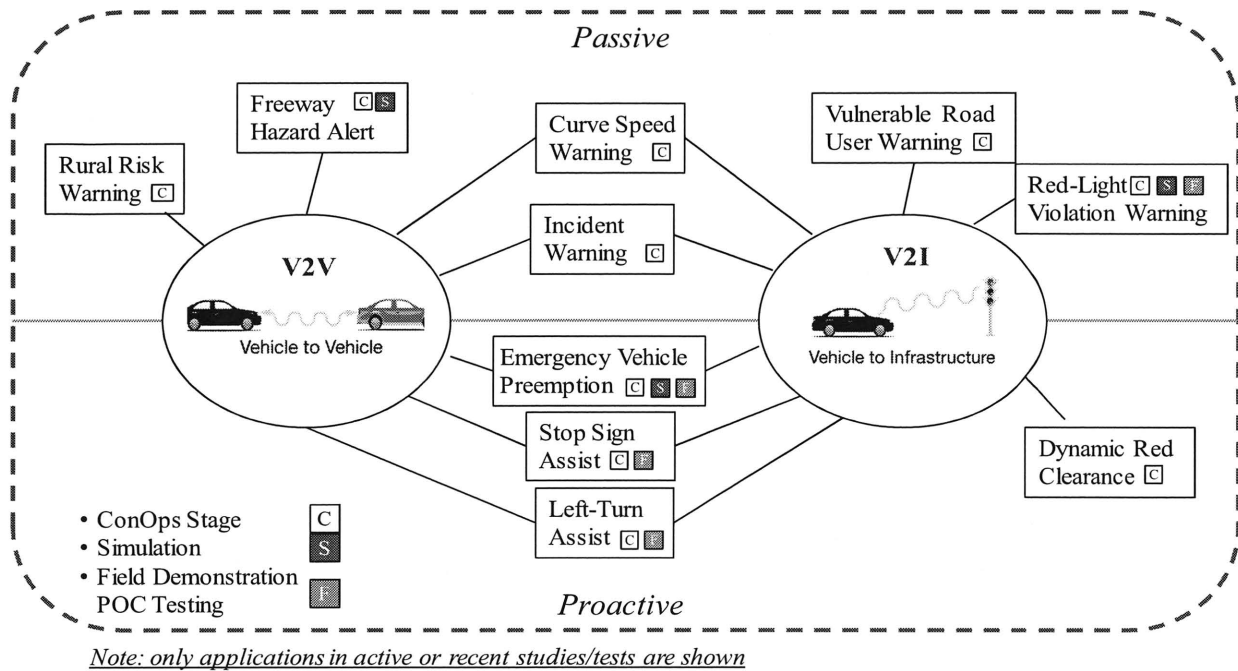 Passive
Freeway C S
Hazard Alert
Rural Risk
Warning C
Curve Speed
Warning C
Vulnerable Road
User Warning C
Red-Light C S F
Violation Warning
Incident
Warning C
V2V
Vehicle to Vehicle
V2I
Vehicle to Infrastructure
Emergency Vehicle
Preemption C S F
Stop Sign
Assist C F
Left-Turn
Assist C F
Dynamic Red
Clearance C
• ConOps Stage C
• Simulation S
• Field Demonstration
POC Testing F
Proactive
Note: only applications in active or recent studies/tests are shown